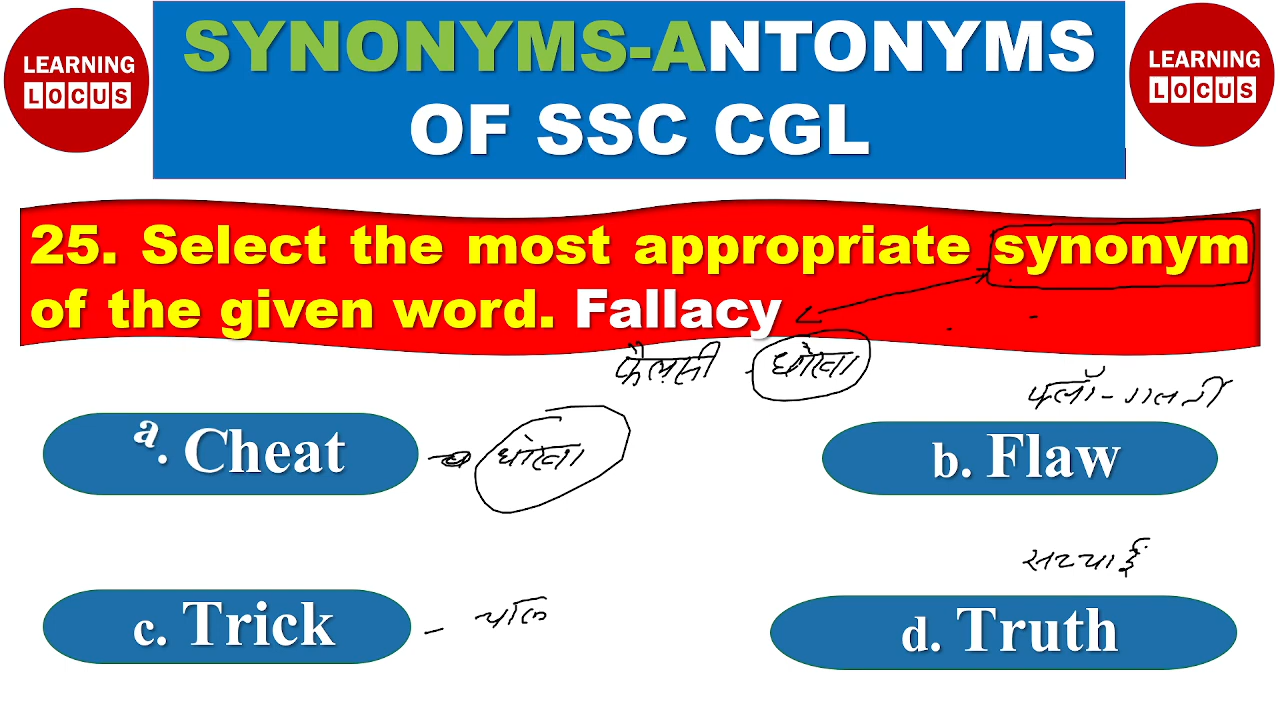 LEARNING
LOCUS
SYNONYMS-ANTONYMS
OF SSC CGL
LEARNING
LOCUS
25. Select the most appropriate synonym
of the given word. Fallacy
फैलसी - धोखा
फ्लॉ - गलती
a. Cheat
धोखा
b. Flaw
सच्चाई
c. Trick
- चाल
d. Truth